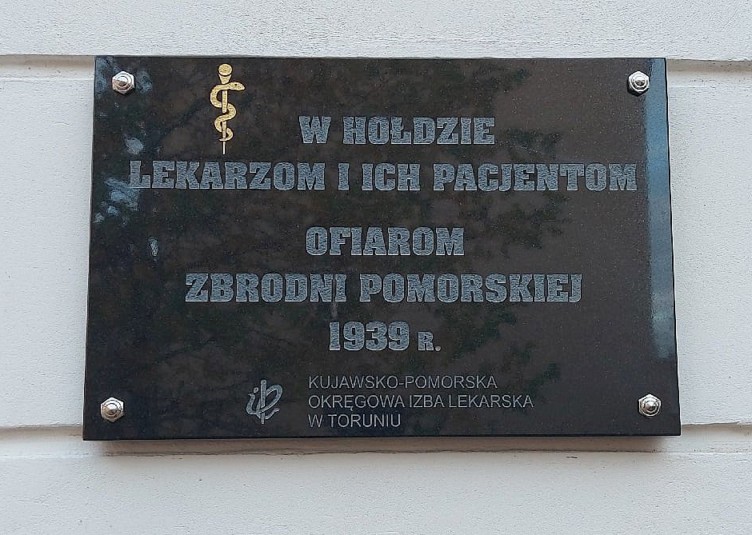 W HOŁDZIE
LEKARZOM I ICH PACJENTOM
OFIAROM
ZBRODNI POMORSKIEJ
1939 R.
KUJAWSKO-POMORSKA
OKRĘGOWA IZBA LEKARSKA
W TORUNIU